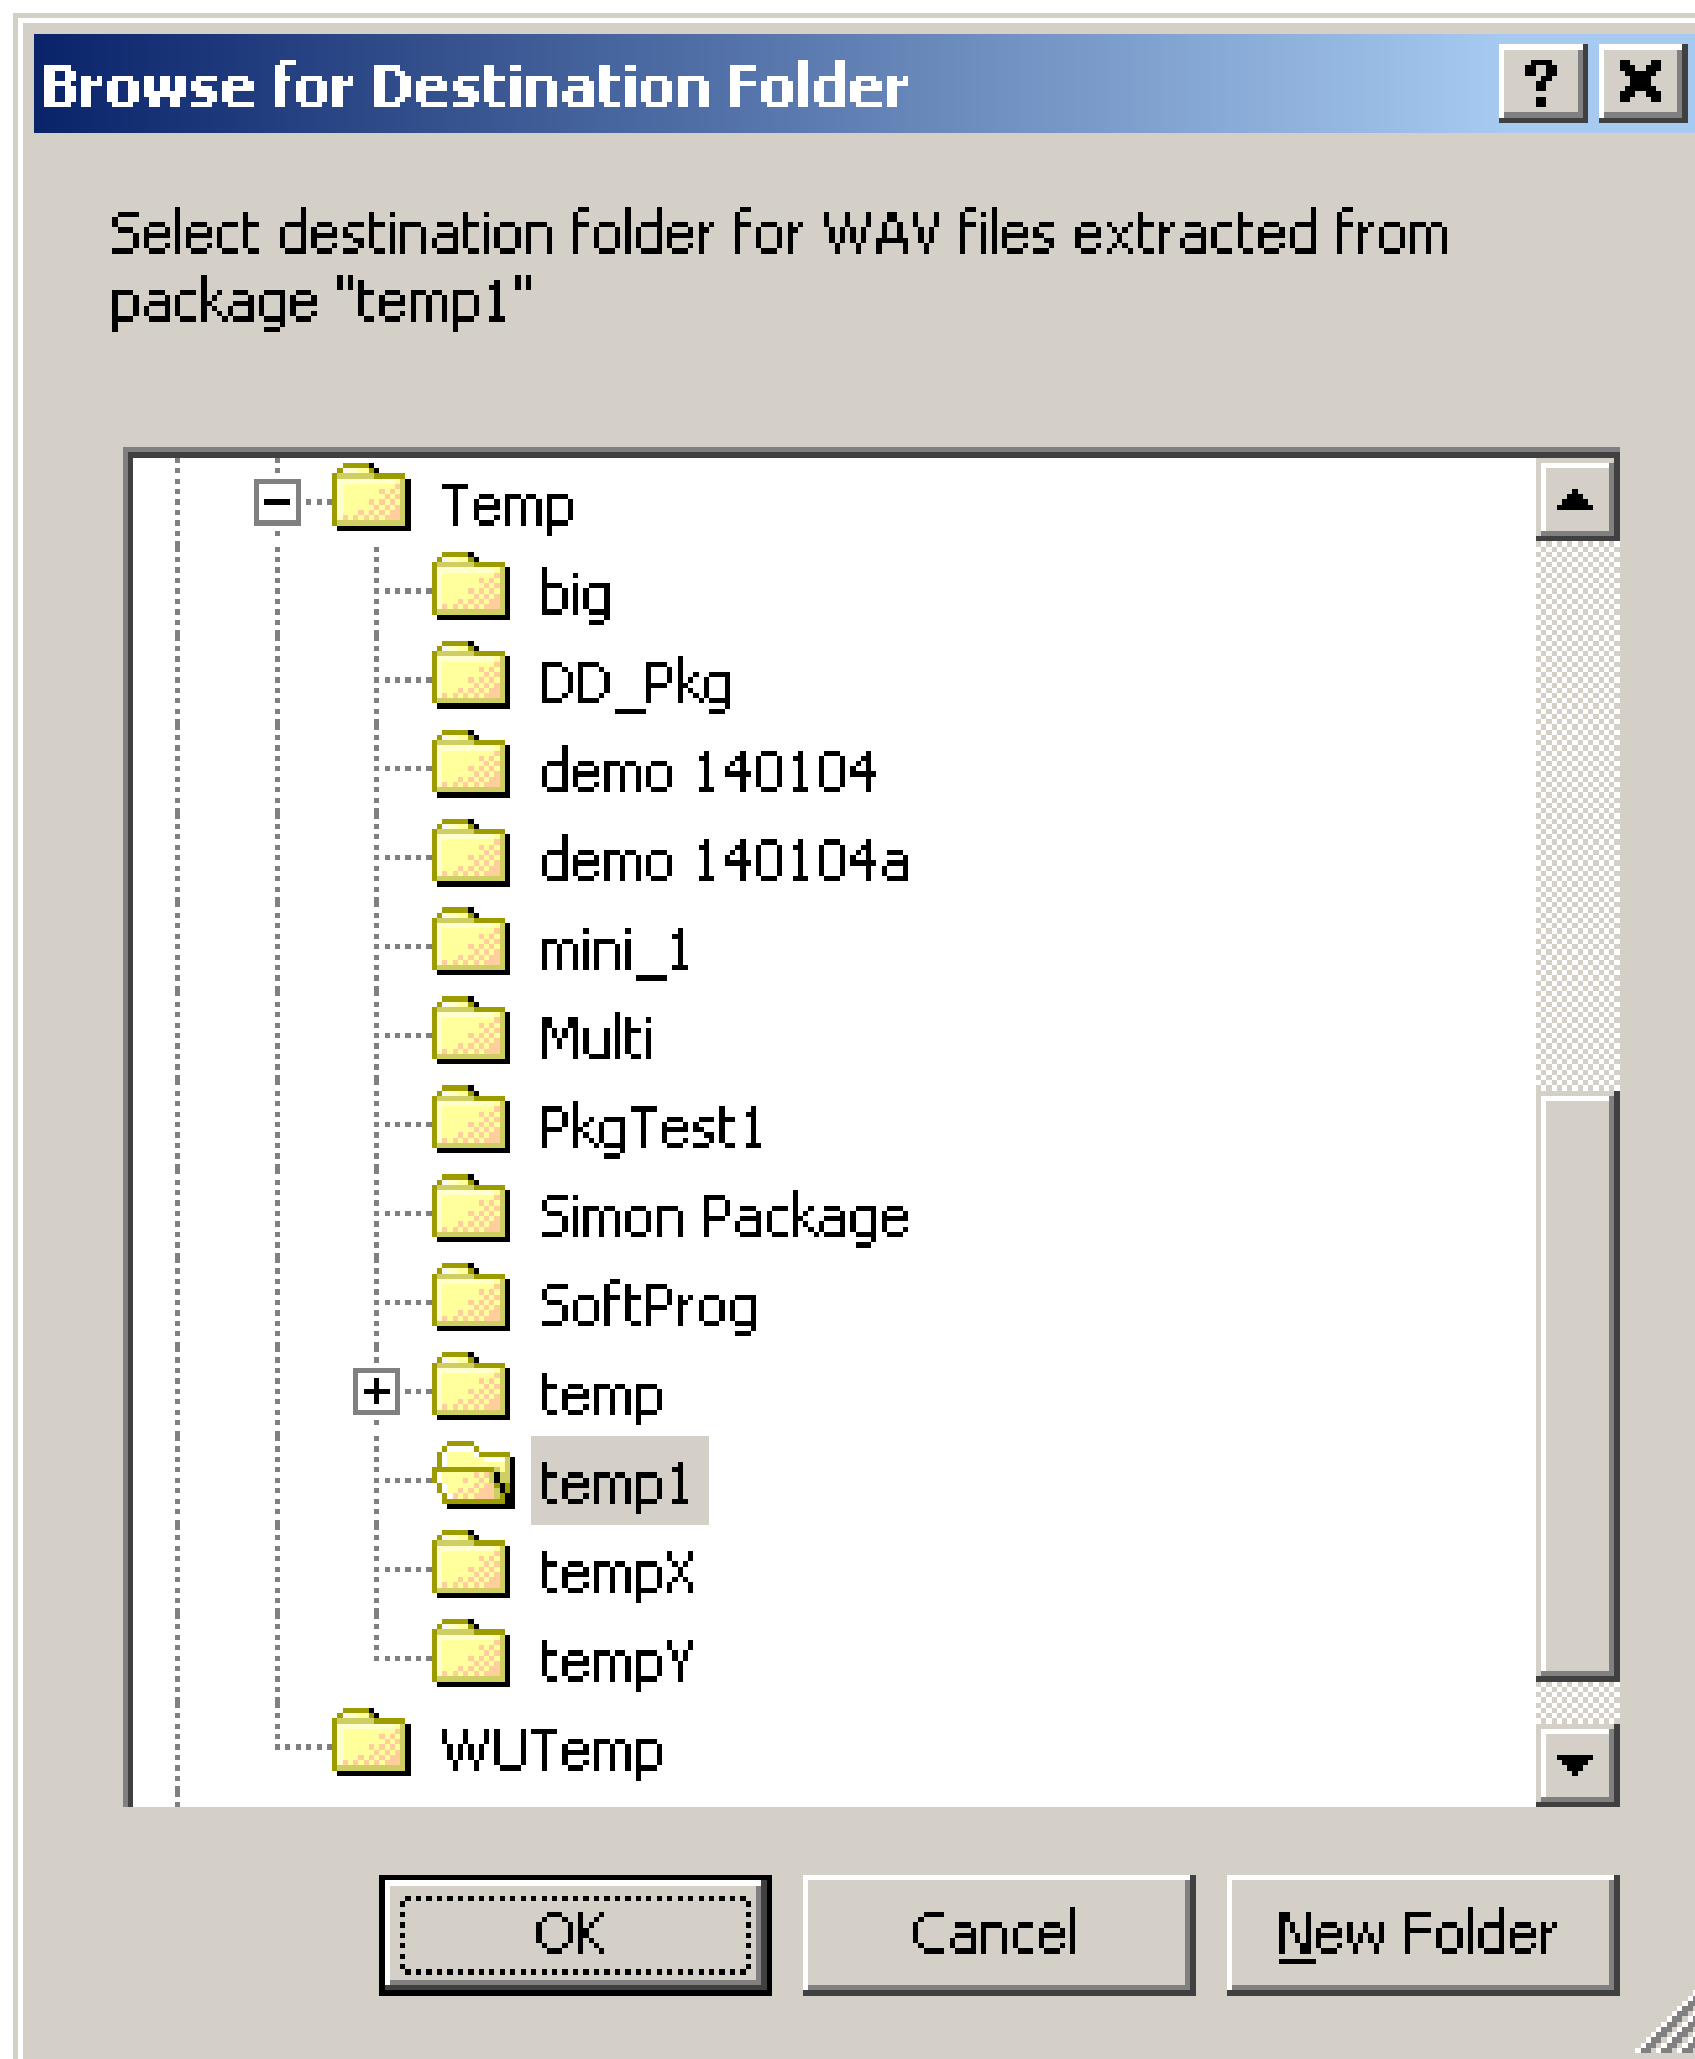 Browse for Destination Folder
Select destination folder for WAV files extracted from
package "temp1"
Temp
big
DD_Pkg
demo 140104
demo 140104a
mini_1
Multi
PkgTest1
Simon Package
SoftProg
temp
temp1
tempX
tempY
WUTemp
OK Cancel New Folder